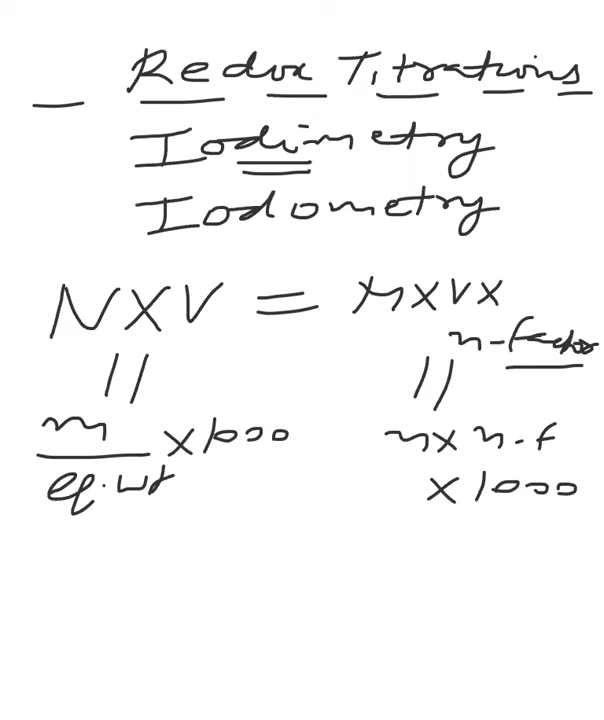 Redox Titrations
Iodimetry
Iodometry
N X V = M X V X
n-factor
|| ||
m X 1000 n X n.f
eq.wt X 1000